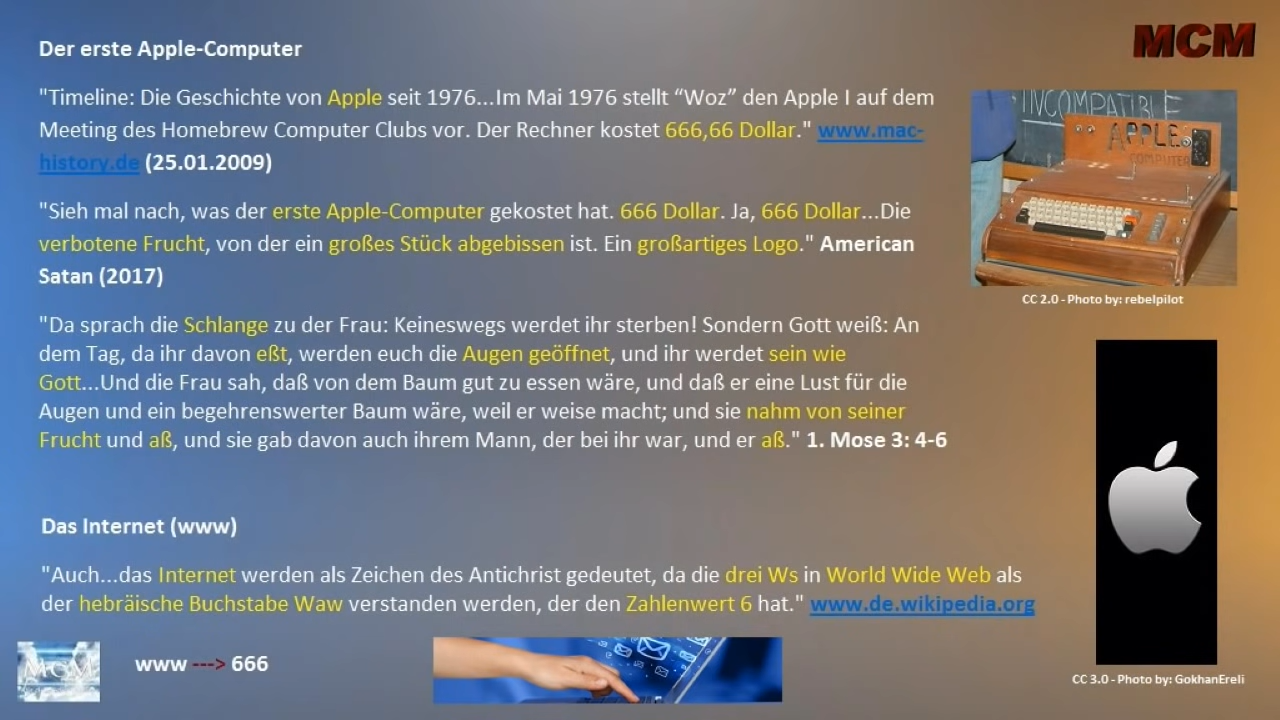 Der erste Apple-Computer
MCM
"Timeline: Die Geschichte von Apple seit 1976...Im Mai 1976 stellt “Woz” den Apple I auf dem
Meeting des Homebrew Computer Clubs vor. Der Rechner kostet 666,66 Dollar." www.mac-
history.de (25.01.2009)
"Sieh mal nach, was der erste Apple-Computer gekostet hat. 666 Dollar. Ja, 666 Dollar...Die
verbotene Frucht, von der ein großes Stück abgebissen ist. Ein großartiges Logo." American
Satan (2017)
INCOMPATIBLE
APPLE
COMPUTER
CC 2.0 - Photo by: rebelpilot
"Da sprach die Schlange zu der Frau: Keineswegs werdet ihr sterben! Sondern Gott weiß: An
dem Tag, da ihr davon eßt, werden euch die Augen geöffnet, und ihr werdet sein wie
Gott...Und die Frau sah, daß von dem Baum gut zu essen wäre, und daß er eine Lust für die
Augen und ein begehrenswerter Baum wäre, weil er weise macht; und sie nahm von seiner
Frucht und aß, und sie gab davon auch ihrem Mann, der bei ihr war, und er aß." 1. Mose 3: 4-6
Das Internet (www)
"Auch...das Internet werden als Zeichen des Antichrist gedeutet, da die drei Ws in World Wide Web als
der hebräische Buchstabe Waw verstanden werden, der den Zahlenwert 6 hat." www.de.wikipedia.org
MCM
www ---> 666
CC 3.0 - Photo by: GokhanEreli